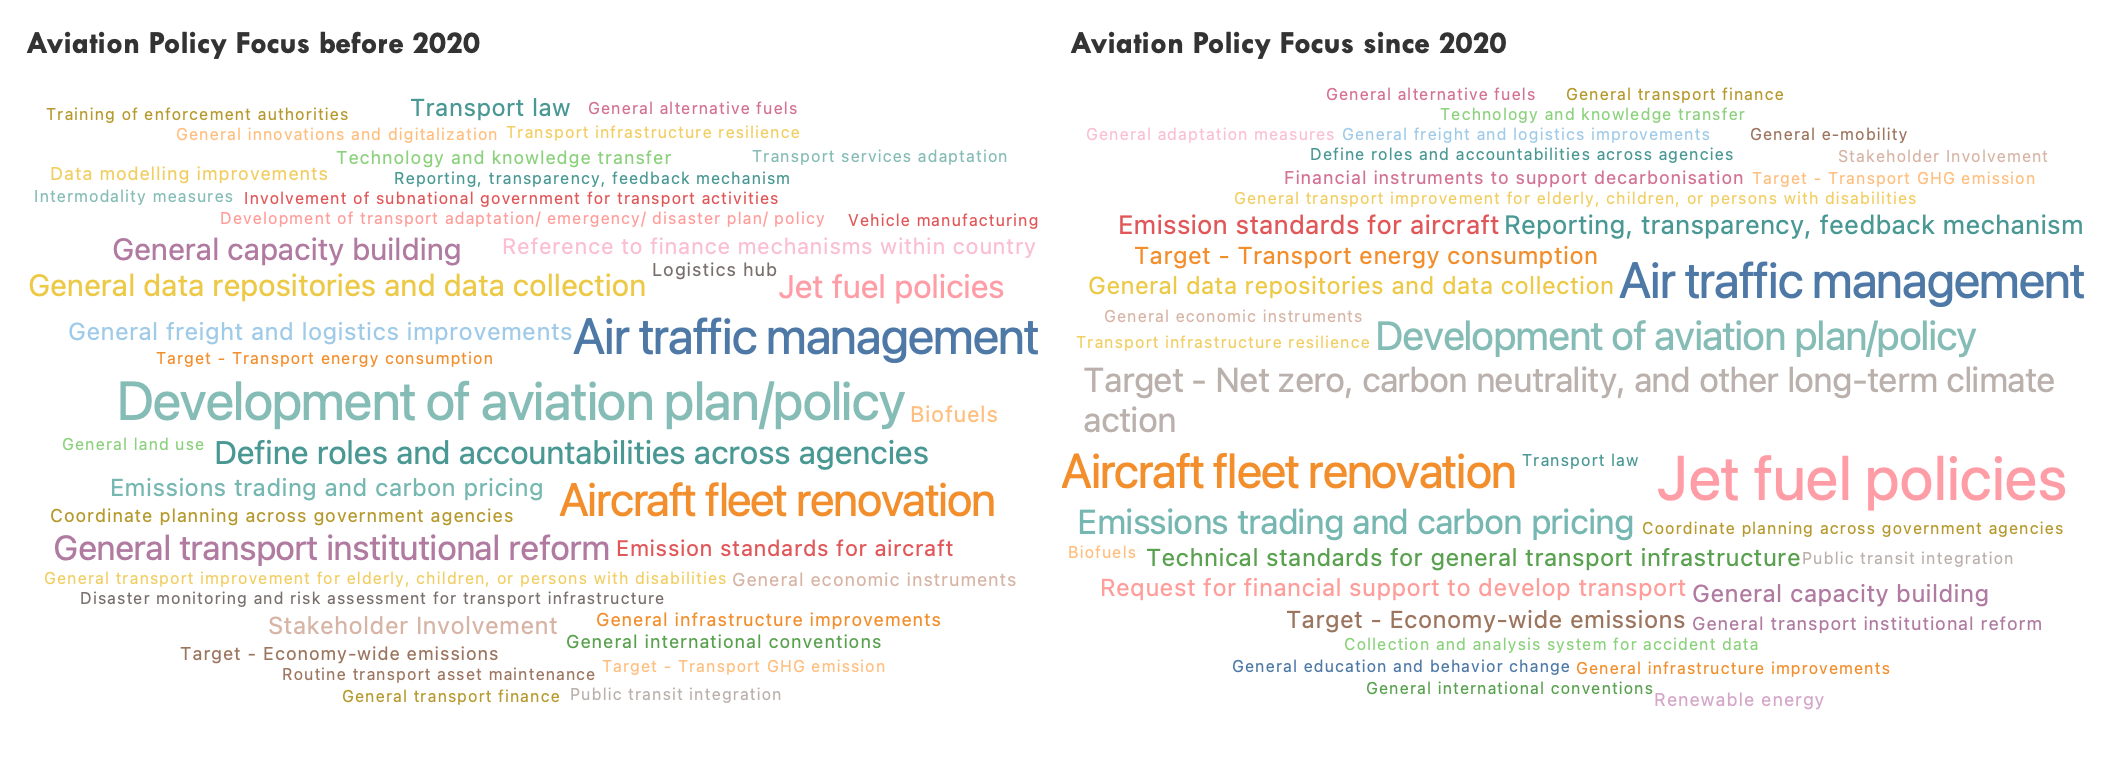 Aviation Policy Focus before 2020
Training of enforcement authorities
Transport law
General alternative fuels
General innovations and digitalization
Transport infrastructure resilience
Technology and knowledge transfer
Transport services adaptation
Data modelling improvements
Reporting, transparency, feedback mechanism
Intermodality measures
Involvement of subnational government for transport activities
Development of transport adaptation/ emergency/ disaster plan/ policy
Vehicle manufacturing
General capacity building
Reference to finance mechanisms within country
Logistics hub
General data repositories and data collection
Jet fuel policies
General freight and logistics improvements
Air traffic management
Target - Transport energy consumption
Development of aviation plan/policy
Biofuels
General land use
Define roles and accountabilities across agencies
Emissions trading and carbon pricing
Aircraft fleet renovation
Coordinate planning across government agencies
General transport institutional reform
Emission standards for aircraft
General transport improvement for elderly, children, or persons with disabilities
General economic instruments
Disaster monitoring and risk assessment for transport infrastructure
Stakeholder Involvement
General infrastructure improvements
General international conventions
Target - Economy-wide emissions
Target - Transport GHG emission
Routine transport asset maintenance
General transport finance
Public transit integration
Aviation Policy Focus since 2020
General alternative fuels
General transport finance
Technology and knowledge transfer
General adaptation measures
General freight and logistics improvements
General e-mobility
Define roles and accountabilities across agencies
Stakeholder Involvement
Financial instruments to support decarbonisation
Target - Transport GHG emission
General transport improvement for elderly, children, or persons with disabilities
Emission standards for aircraft
Reporting, transparency, feedback mechanism
Target - Transport energy consumption
Air traffic management
General data repositories and data collection
General economic instruments
Transport infrastructure resilience
Development of aviation plan/policy
Target - Net zero, carbon neutrality, and other long-term climate
action
Aircraft fleet renovation
Transport law
Jet fuel policies
Emissions trading and carbon pricing
Coordinate planning across government agencies
Biofuels
Technical standards for general transport infrastructure
Public transit integration
Request for financial support to develop transport
General capacity building
Target - Economy-wide emissions
General transport institutional reform
Collection and analysis system for accident data
General education and behavior change
General infrastructure improvements
General international conventions
Renewable energy